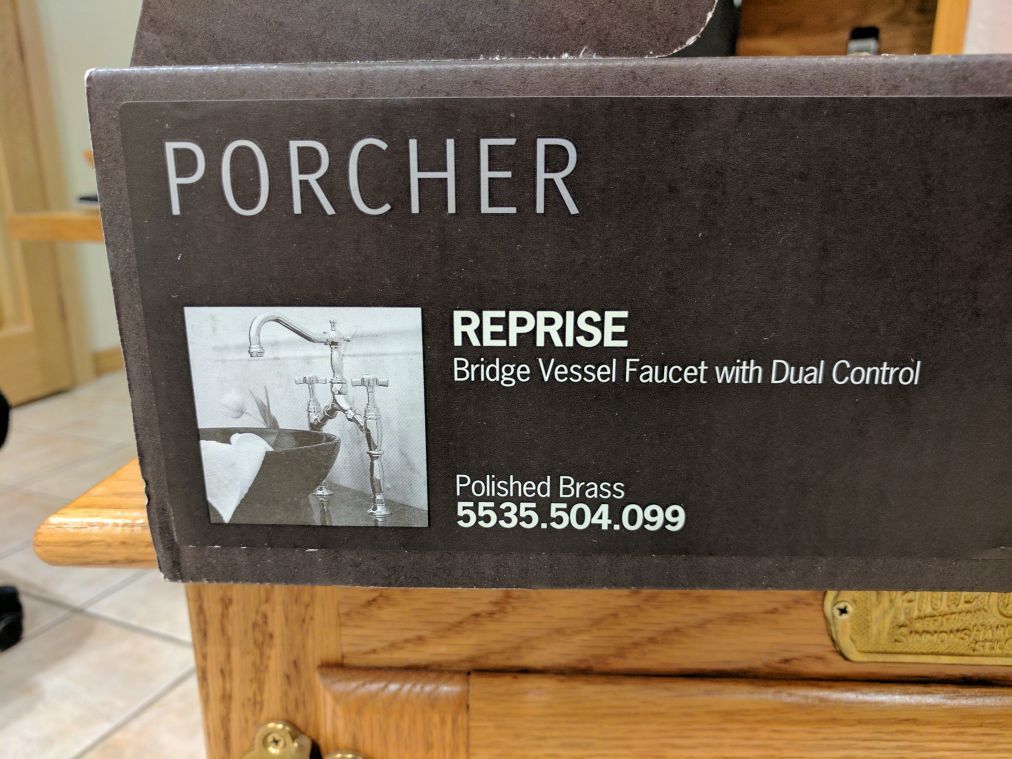 PORCHER
REPRISE
Bridge Vessel Faucet with Dual Control
Polished Brass
5535.504.099